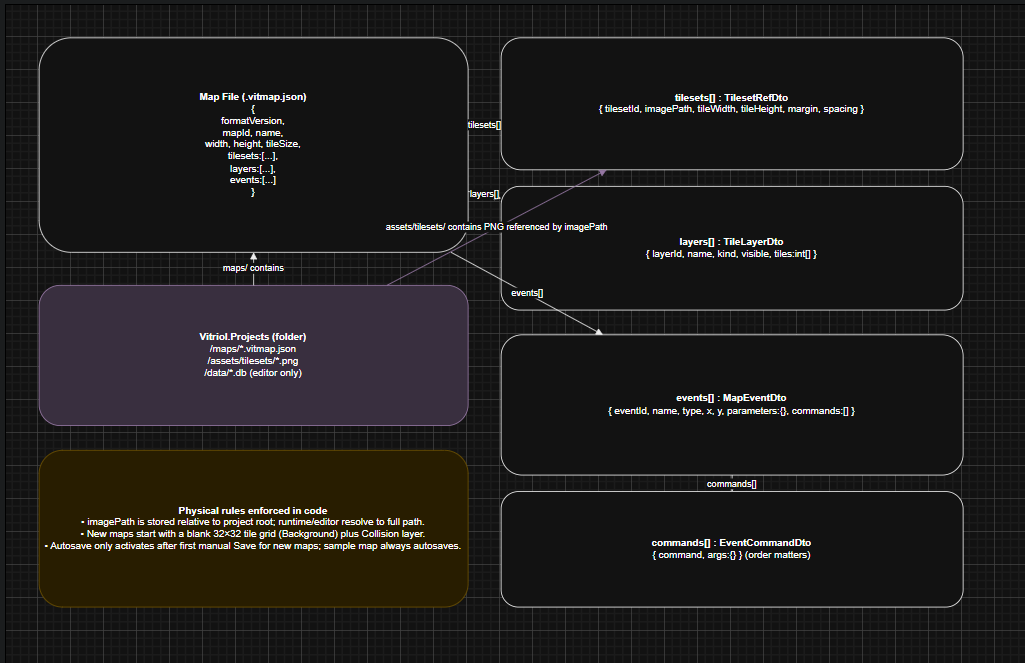 Map File (.vitmap.json)
{
formatVersion,
mapId, name,
width, height, tileSize,
tilesets:[...],
layers:[...],
events:[...]
}
tilesets[]
tilesets[] : TilesetRefDto
{ tilesetId, imagePath, tileWidth, tileHeight, margin, spacing }
layers[]
assets/tilesets/ contains PNG referenced by imagePath
layers[] : TileLayerDto
{ layerId, name, kind, visible, tiles:int[] }
maps/ contains
events[]
Vitriol.Projects (folder)
/maps/*.vitmap.json
/assets/tilesets/*.png
/data/*.db (editor only)
events[] : MapEventDto
{ eventId, name, type, x, y, parameters:{}, commands:[] }
commands[]
Physical rules enforced in code
• imagePath is stored relative to project root; runtime/editor resolve to full path.
• New maps start with a blank 32×32 tile grid (Background) plus Collision layer.
• Autosave only activates after first manual Save for new maps; sample map always autosaves.
commands[] : EventCommandDto
{ command, args:{} } (order matters)